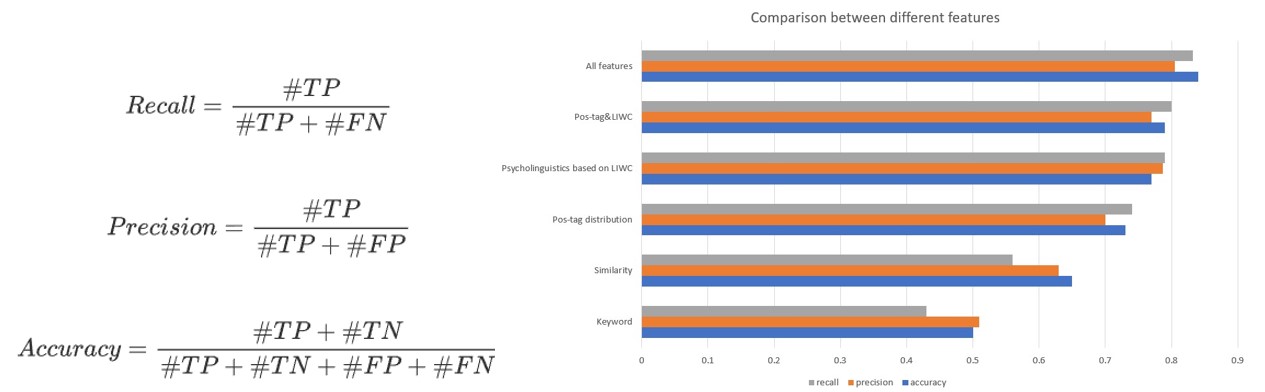 Recall = #TP / #TP + #FN
Precision = #TP / #TP + #FP
Accuracy = #TP + #TN / #TP + #TN + #FP + #FN
Comparison between different features
All features
Pos-tag&LIWC
Psycholinguistics based on LIWC
Pos-tag distribution
Similarity
Keyword
0 0.1 0.2 0.3 0.4 0.5 0.6 0.7 0.8 0.9
recall precision accuracy